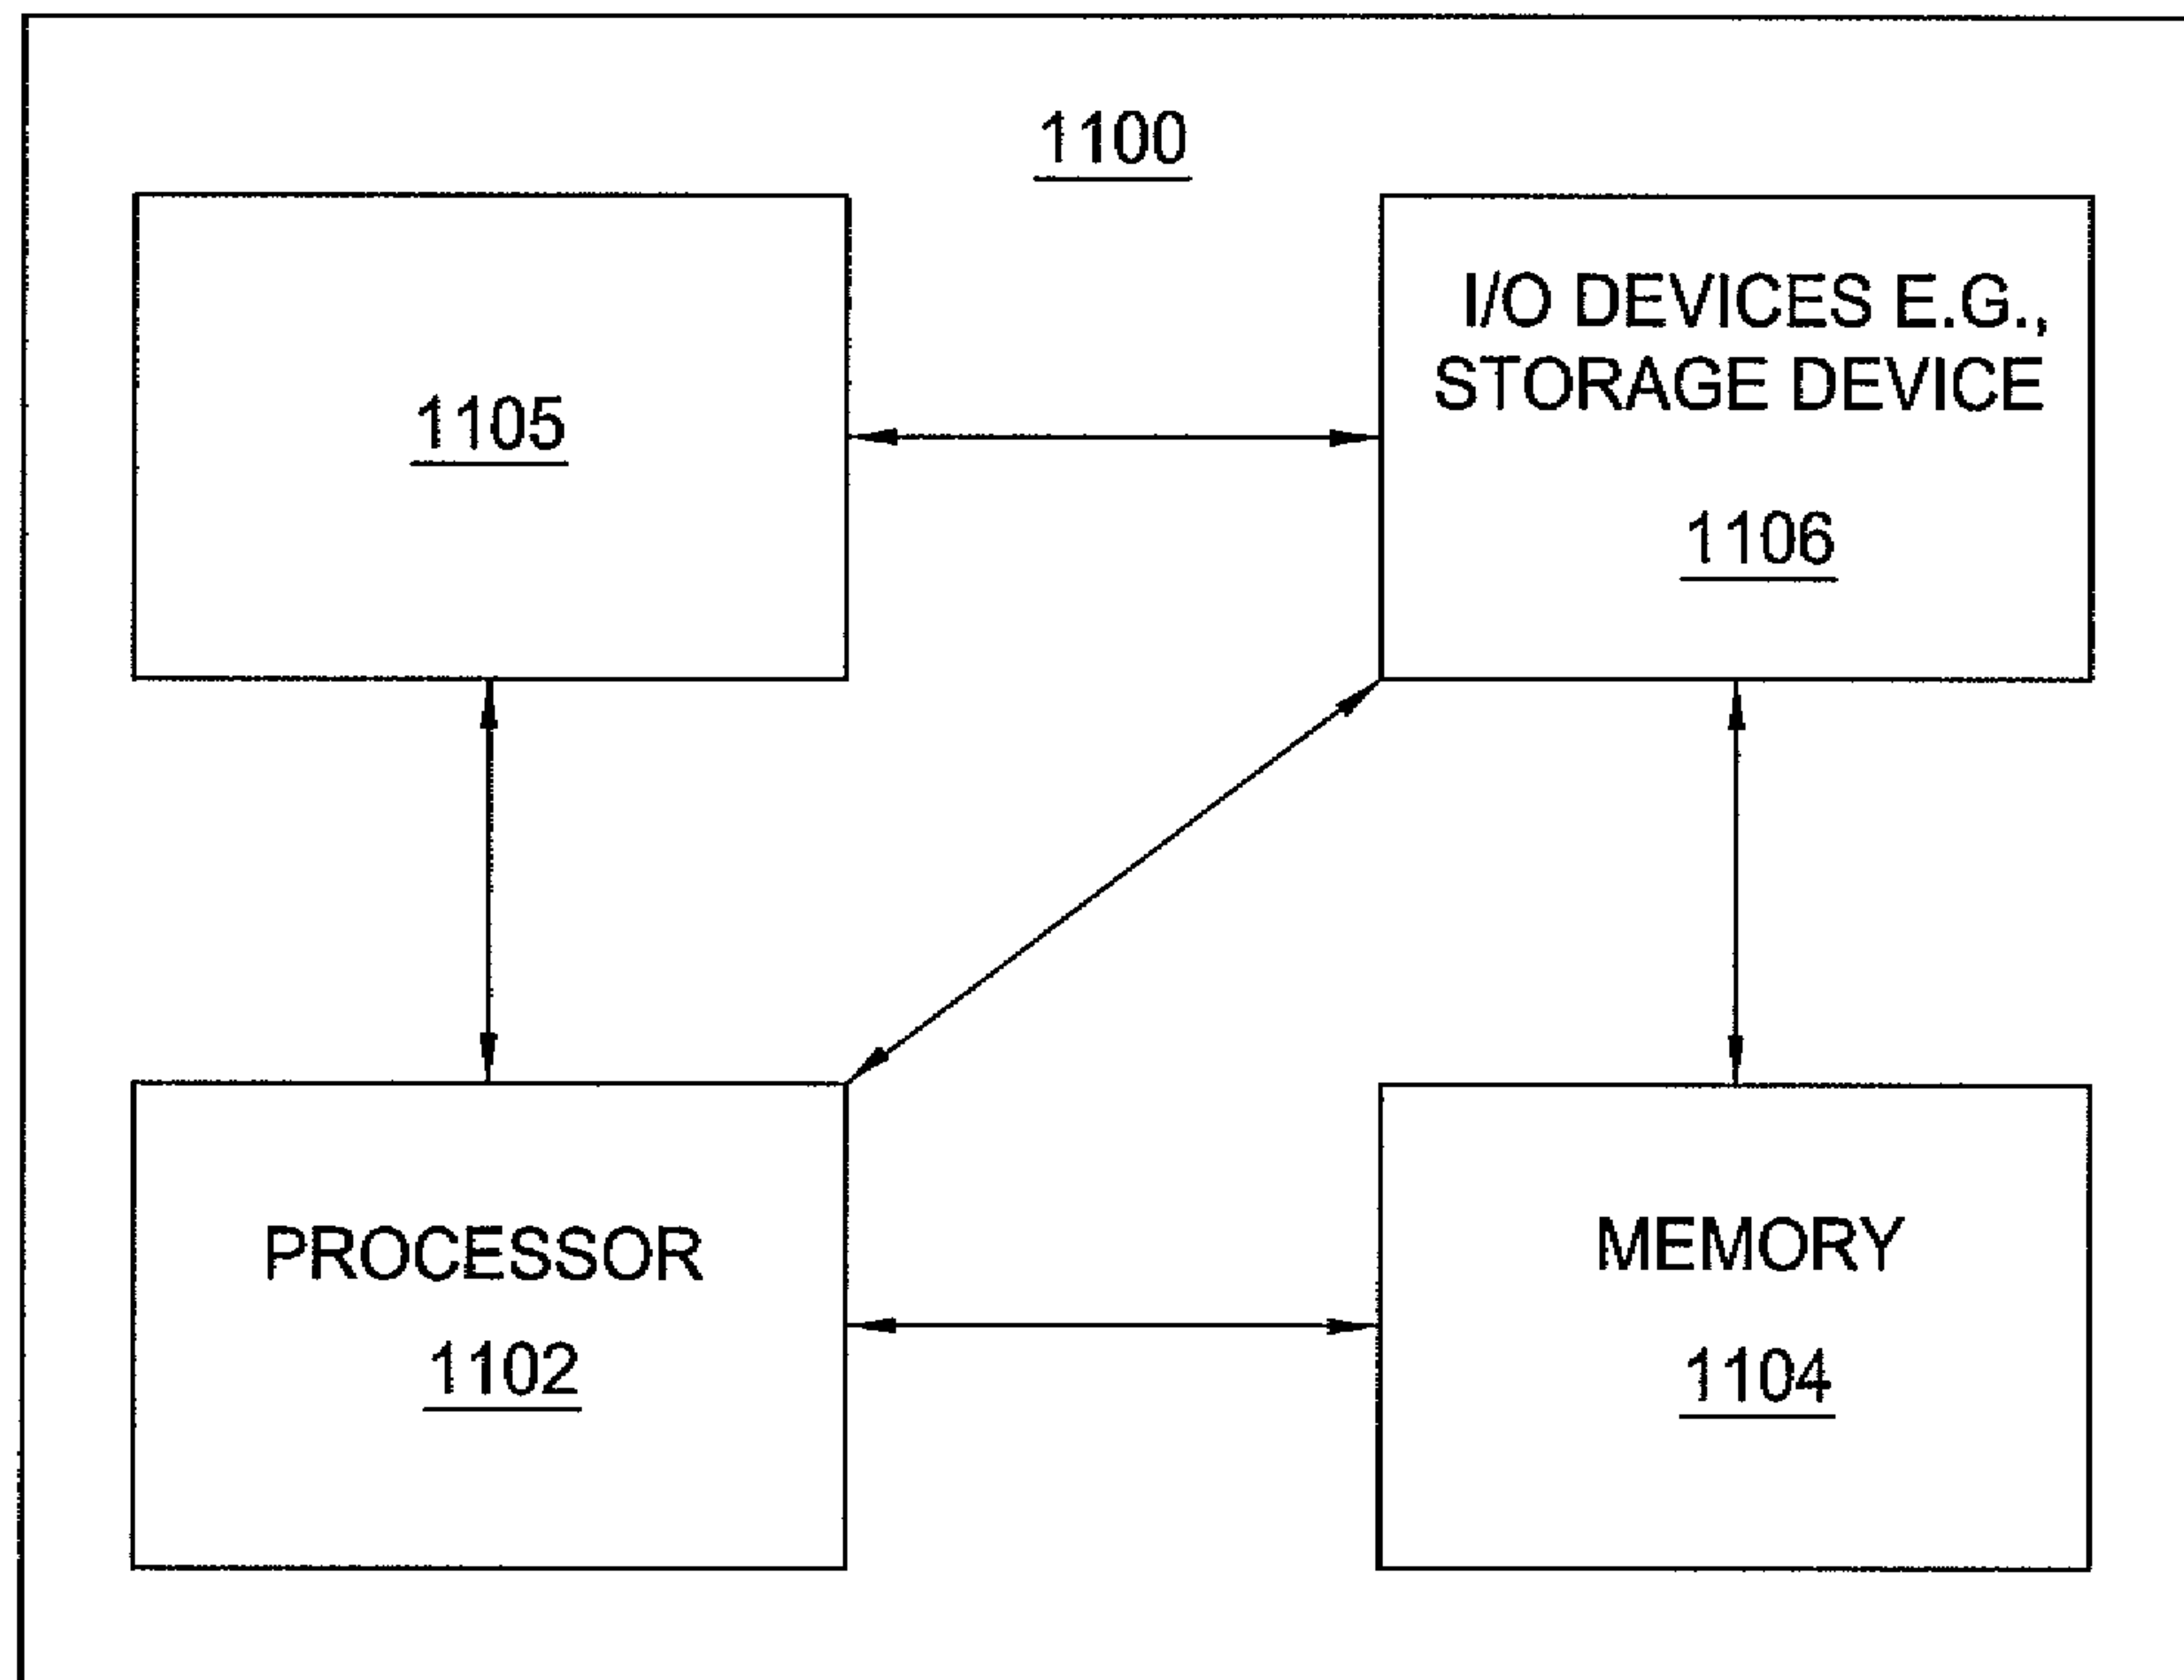 1100
1105
I/O DEVICES E.G.,
STORAGE DEVICE
1106
PROCESSOR
1102
MEMORY
1104